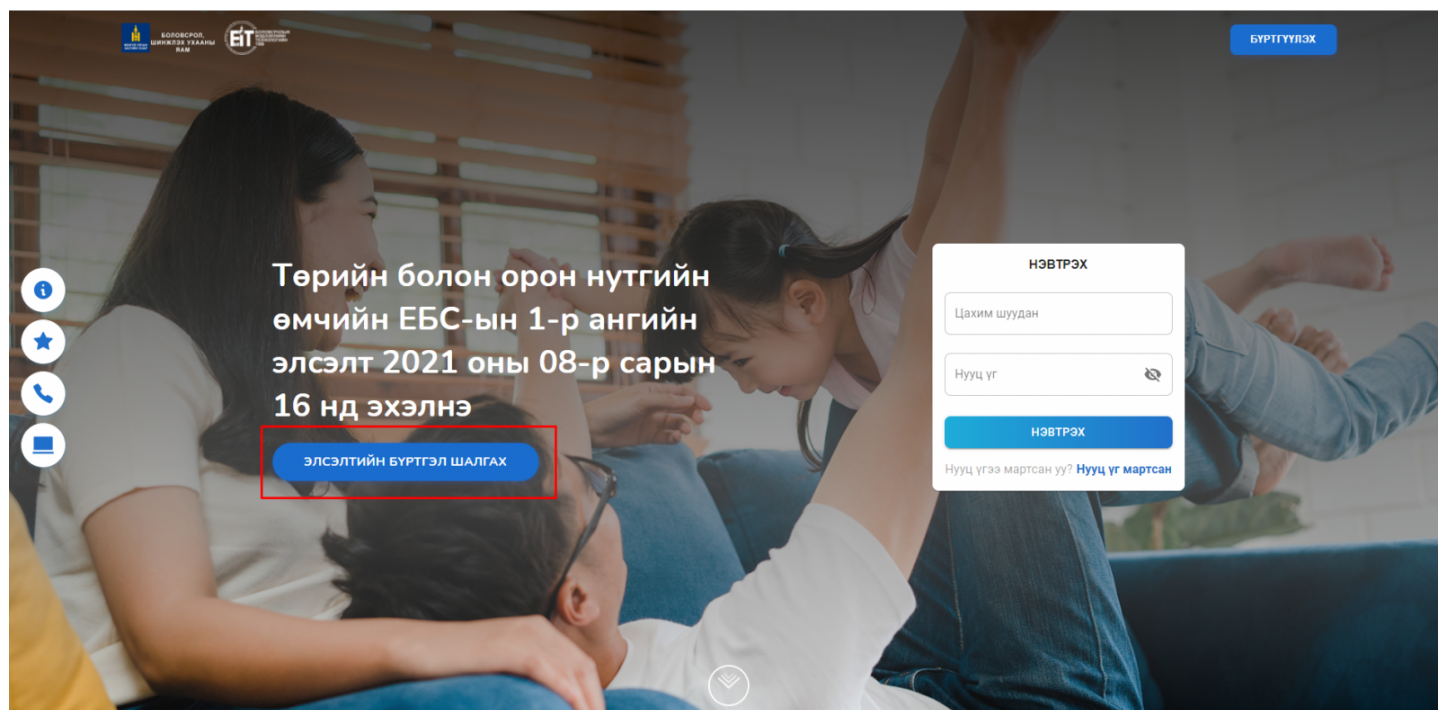 БОЛОВСРОЛ,
ШИНЖЛЭХ УХААНЫ
ЯАМ
EIT
БҮРТГҮҮЛЭХ
Төрийн болон орон нутгийн
өмчийн ЕБС-ын 1-р ангийн
элсэлт 2021 оны 08-р сарын
16 нд эхэлнэ
ЭЛСЭЛТИЙН БҮРТГЭЛ ШАЛГАХ
НЭВТРЭХ
Цахим шуудан
Нууц үг
НЭВТРЭХ
Нууц үгээ мартсан уу? Нууц үг мартсан